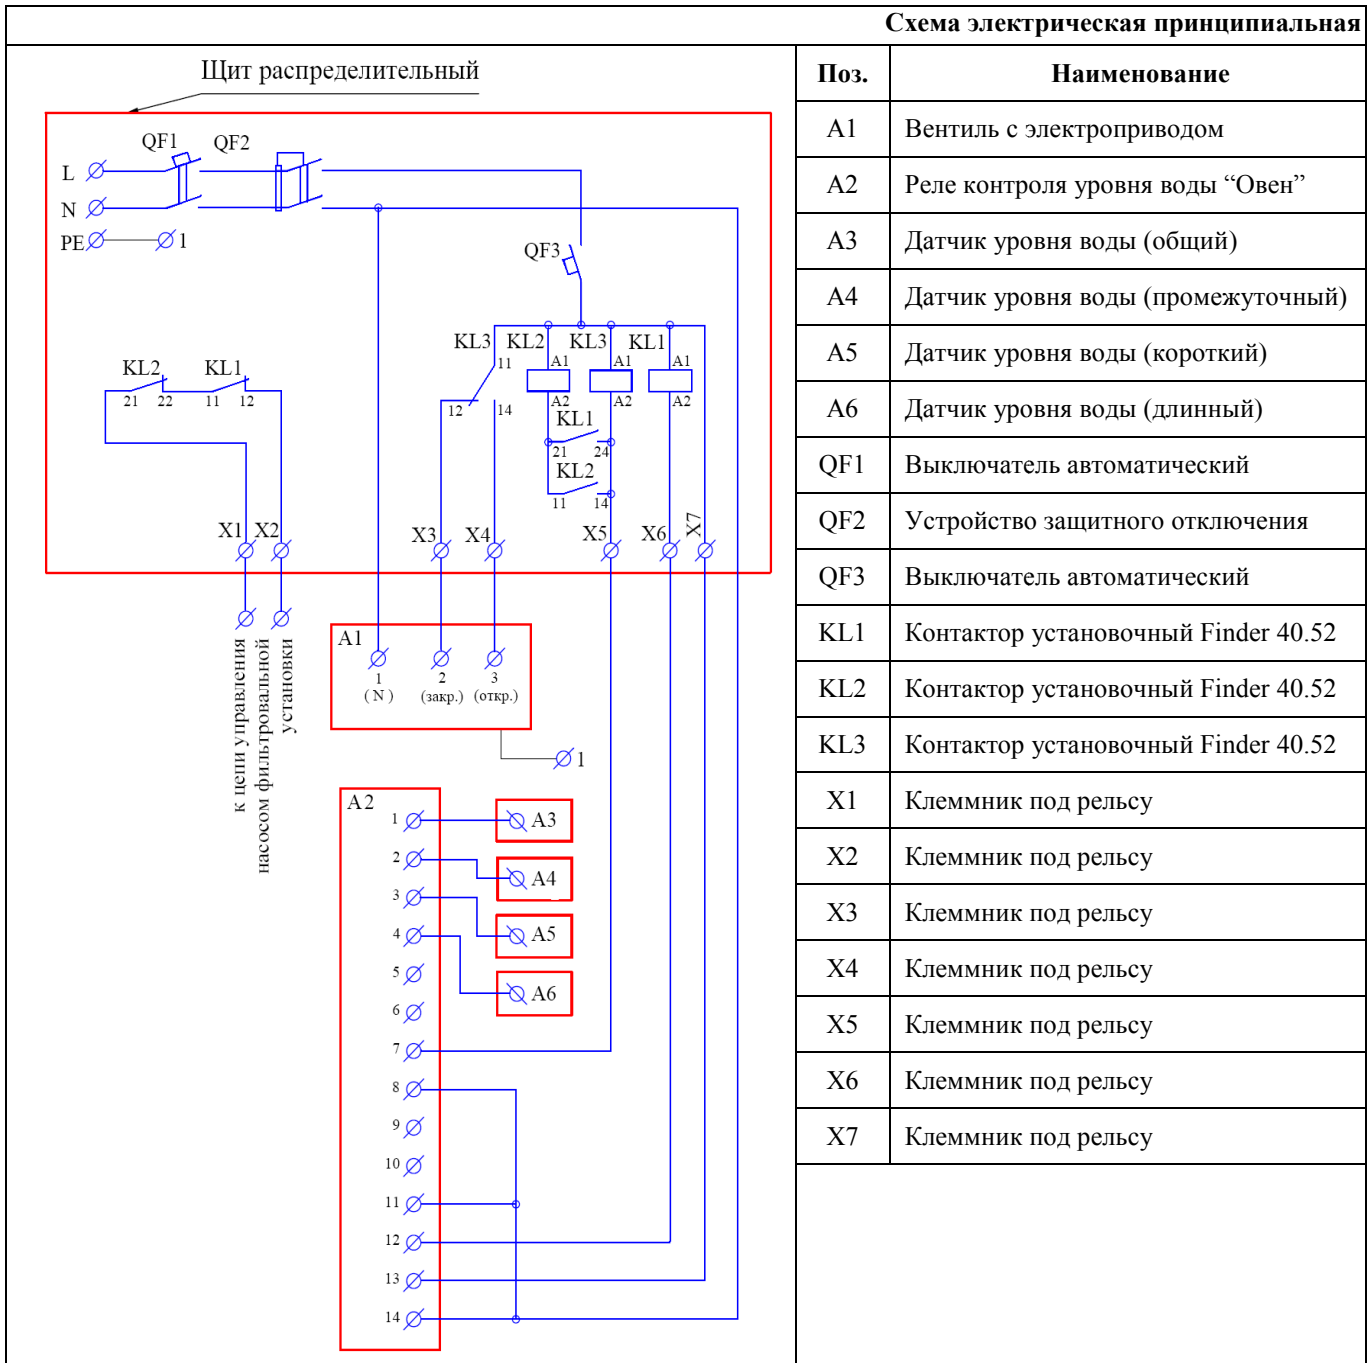 Схема электрическая принципиальная
Щит распределительный
QF1
QF2
L
N
PE
1
QF3
KL3
KL2
KL3
KL1
11
A1
A1
A1
12
14
A2
A2
A2
KL1
21
24
KL2
11
14
KL2
KL1
21
22
11
12
X1
X2
X3
X4
X5
X6
X7
к цепи управления
насосом фильтровальной
установки
A1
1
2
3
( N )
(закр.)
(откр.)
1
A2
1
2
3
4
5
6
7
8
9
10
11
12
13
14
A3
A4
A5
A6
Поз. Наименование
A1 Вентиль с электроприводом
A2 Реле контроля уровня воды “Овен”
A3 Датчик уровня воды (общий)
A4 Датчик уровня воды (промежуточный)
A5 Датчик уровня воды (короткий)
A6 Датчик уровня воды (длинный)
QF1 Выключатель автоматический
QF2 Устройство защитного отключения
QF3 Выключатель автоматический
KL1 Контактор установочный Finder 40.52
KL2 Контактор установочный Finder 40.52
KL3 Контактор установочный Finder 40.52
X1 Клеммник под рельсу
X2 Клеммник под рельсу
X3 Клеммник под рельсу
X4 Клеммник под рельсу
X5 Клеммник под рельсу
X6 Клеммник под рельсу
X7 Клеммник под рельсу